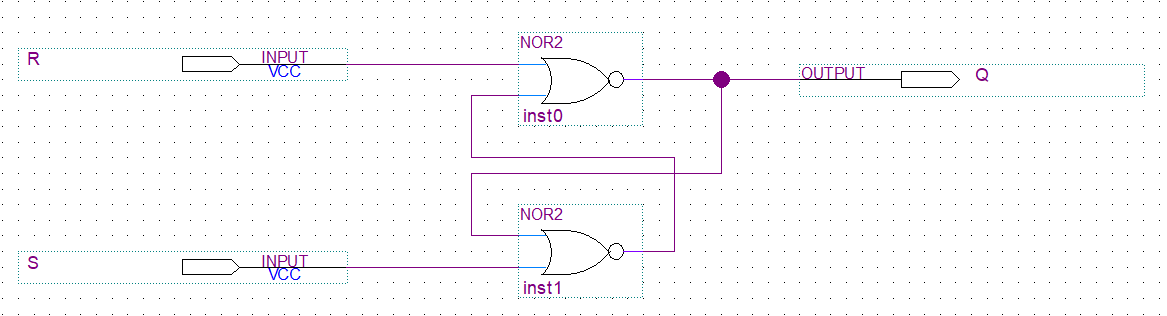 NOR2
R
INPUT
VCC
OUTPUT
Q
inst0
NOR2
S
INPUT
VCC
inst1